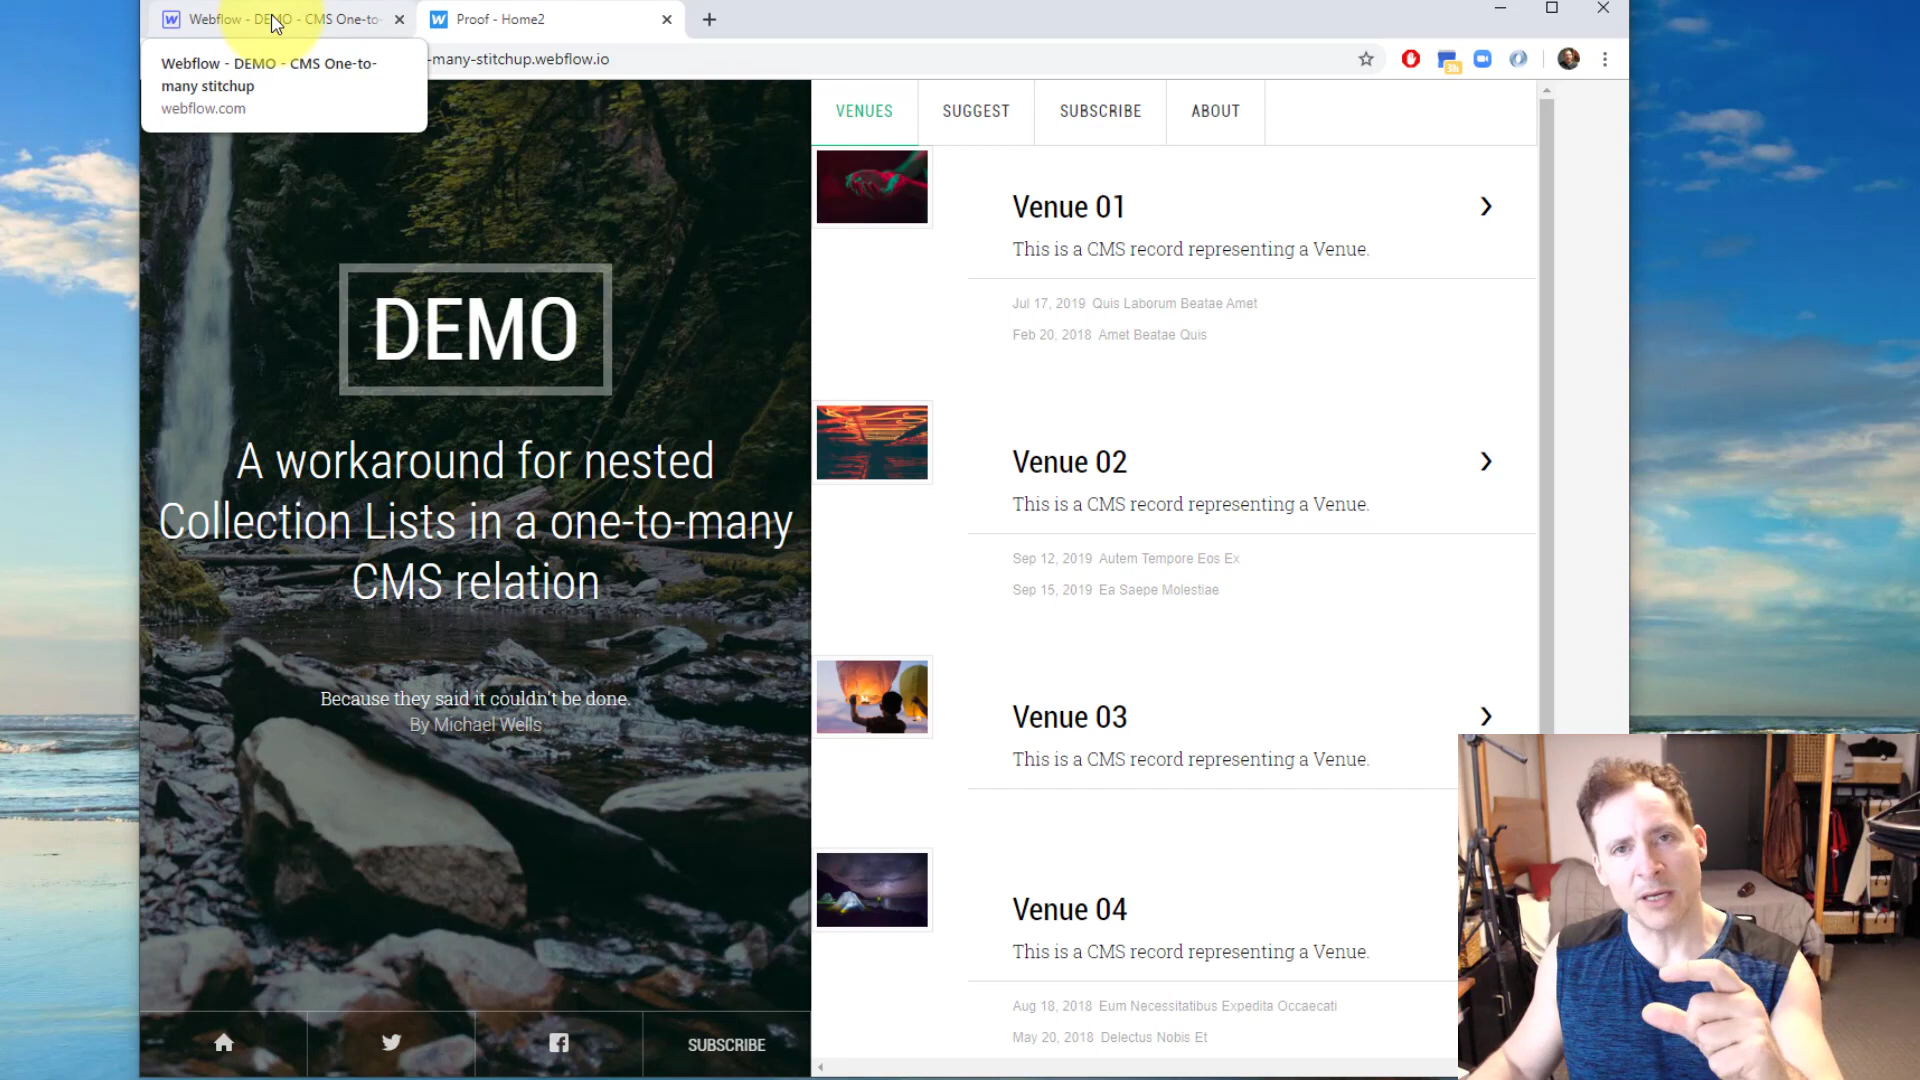 Webflow - DEMO - CMS One-to-
Proof - Home2
Webflow - DEMO - CMS One-to-
many stitchup
webflow.com
-many-stitchup.webflow.io
VENUES
SUGGEST
SUBSCRIBE
ABOUT
DEMO
A workaround for nested
Collection Lists in a one-to-many
CMS relation
Because they said it couldn't be done.
By Michael Wells
SUBSCRIBE
Venue 01
This is a CMS record representing a Venue.
Jul 17, 2019 Quis Laborum Beatae Amet
Feb 20, 2018 Amet Beatae Quis
Venue 02
This is a CMS record representing a Venue.
Sep 12, 2019 Autem Tempore Eos Ex
Sep 15, 2019 Ea Saepe Molestiae
Venue 03
This is a CMS record representing a Venue.
Venue 04
This is a CMS record representing a Venue.
Aug 18, 2018 Eum Necessitatibus Expedita Occaecati
May 20, 2018 Delectus Nobis Et